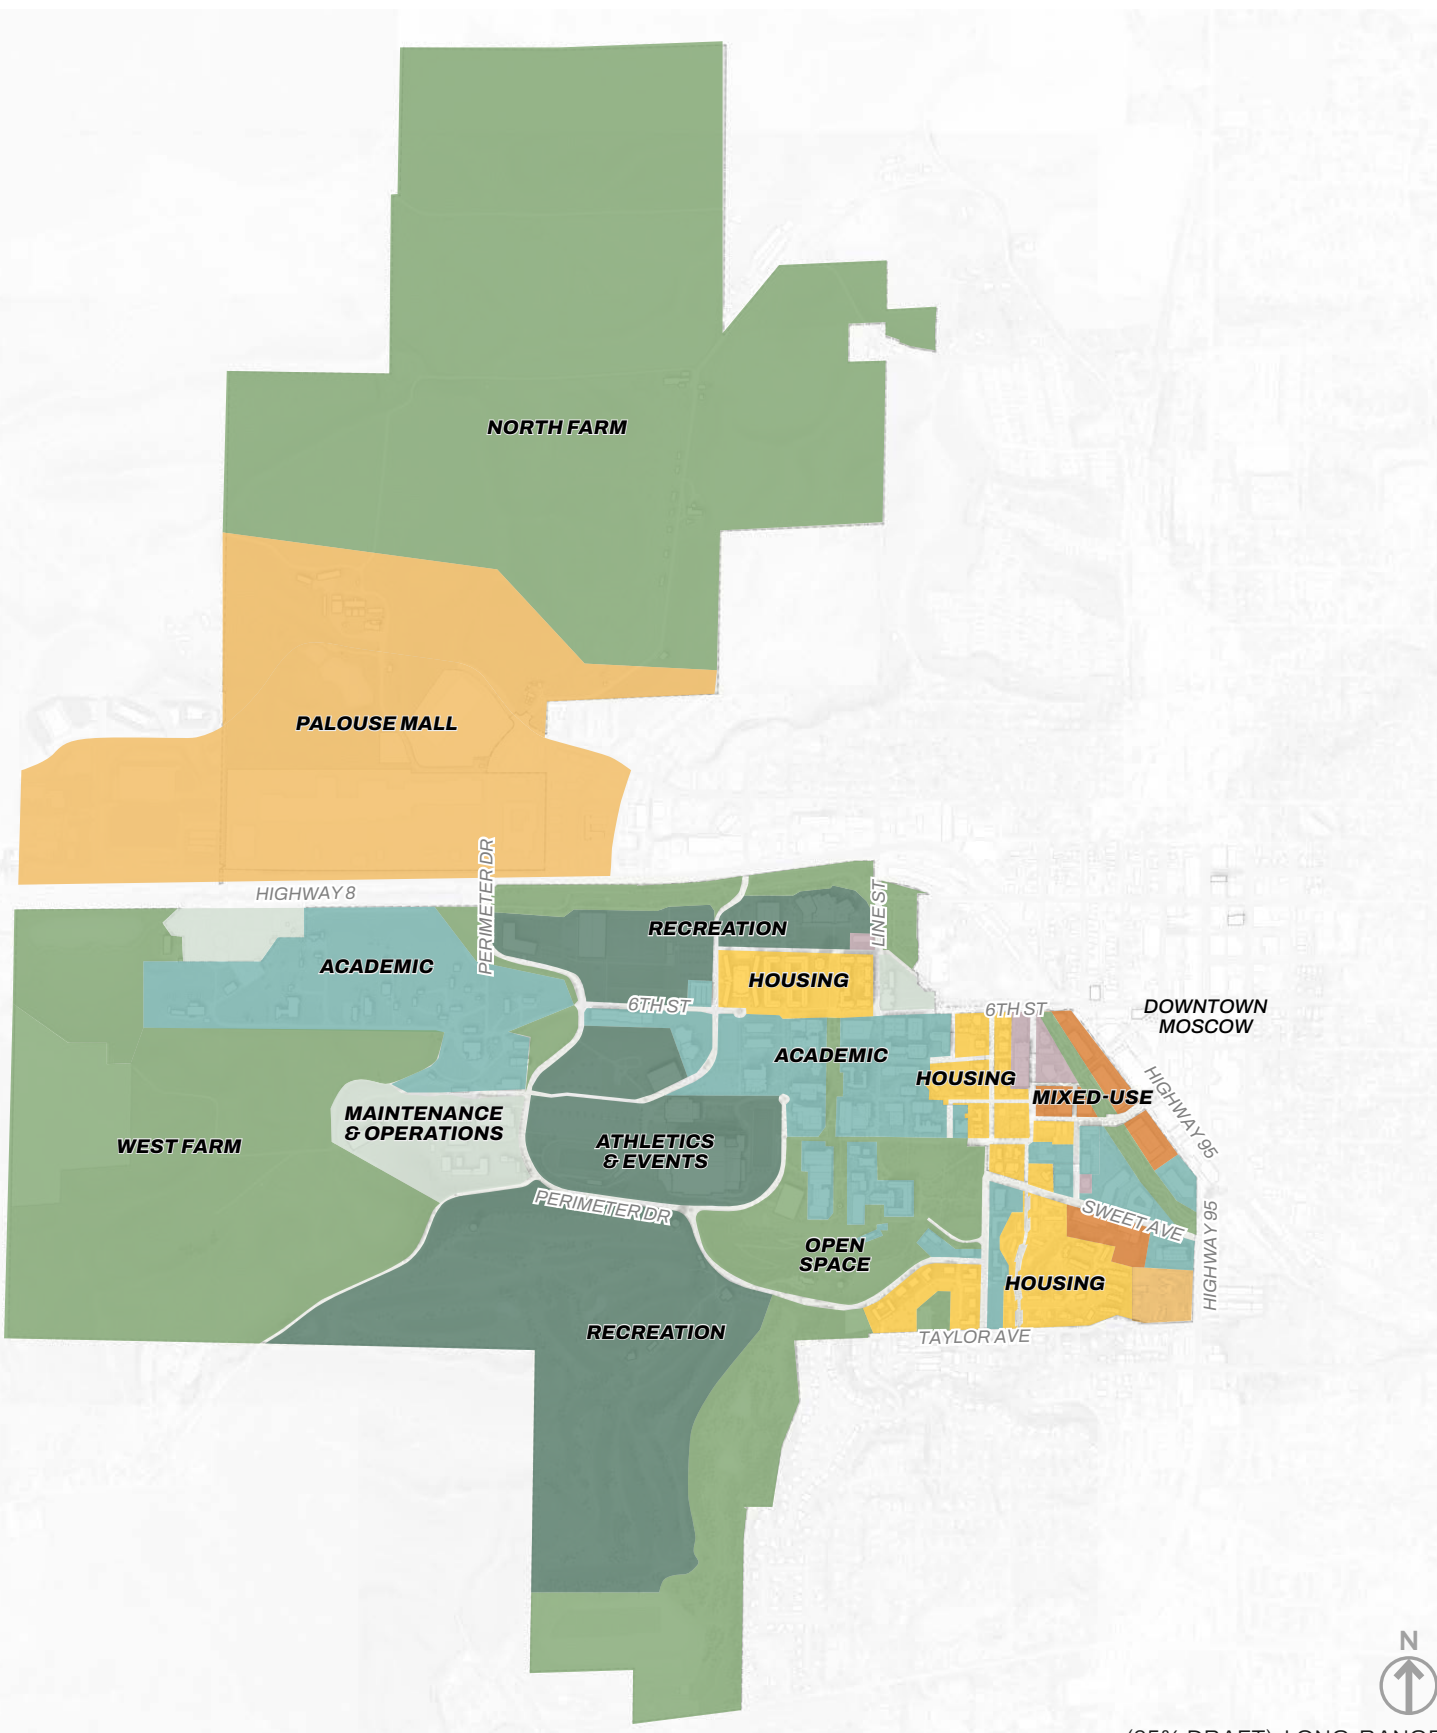 NORTH FARM
PALOUSE MALL
PERIMETER DR
HIGHWAY 8
LINE ST
RECREATION
ACADEMIC
HOUSING
6TH ST
6TH ST
DOWNTOWN
MOSCOW
ACADEMIC
HOUSING
MIXED-USE
HIGHWAY 95
MAINTENANCE
& OPERATIONS
WEST FARM
ATHLETICS
& EVENTS
PERIMETER DR
SWEET AVE
HIGHWAY 95
OPEN
SPACE
HOUSING
RECREATION
TAYLOR AVE
N